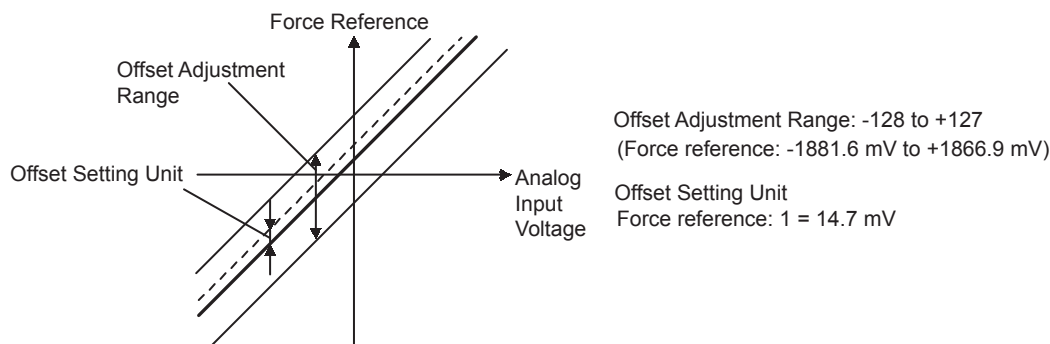 Force Reference
Offset Adjustment
Range
Offset Setting Unit
Analog
Input
Voltage
Offset Adjustment Range: -128 to +127
(Force reference: -1881.6 mV to +1866.9 mV)
Offset Setting Unit
Force reference: 1 = 14.7 mV